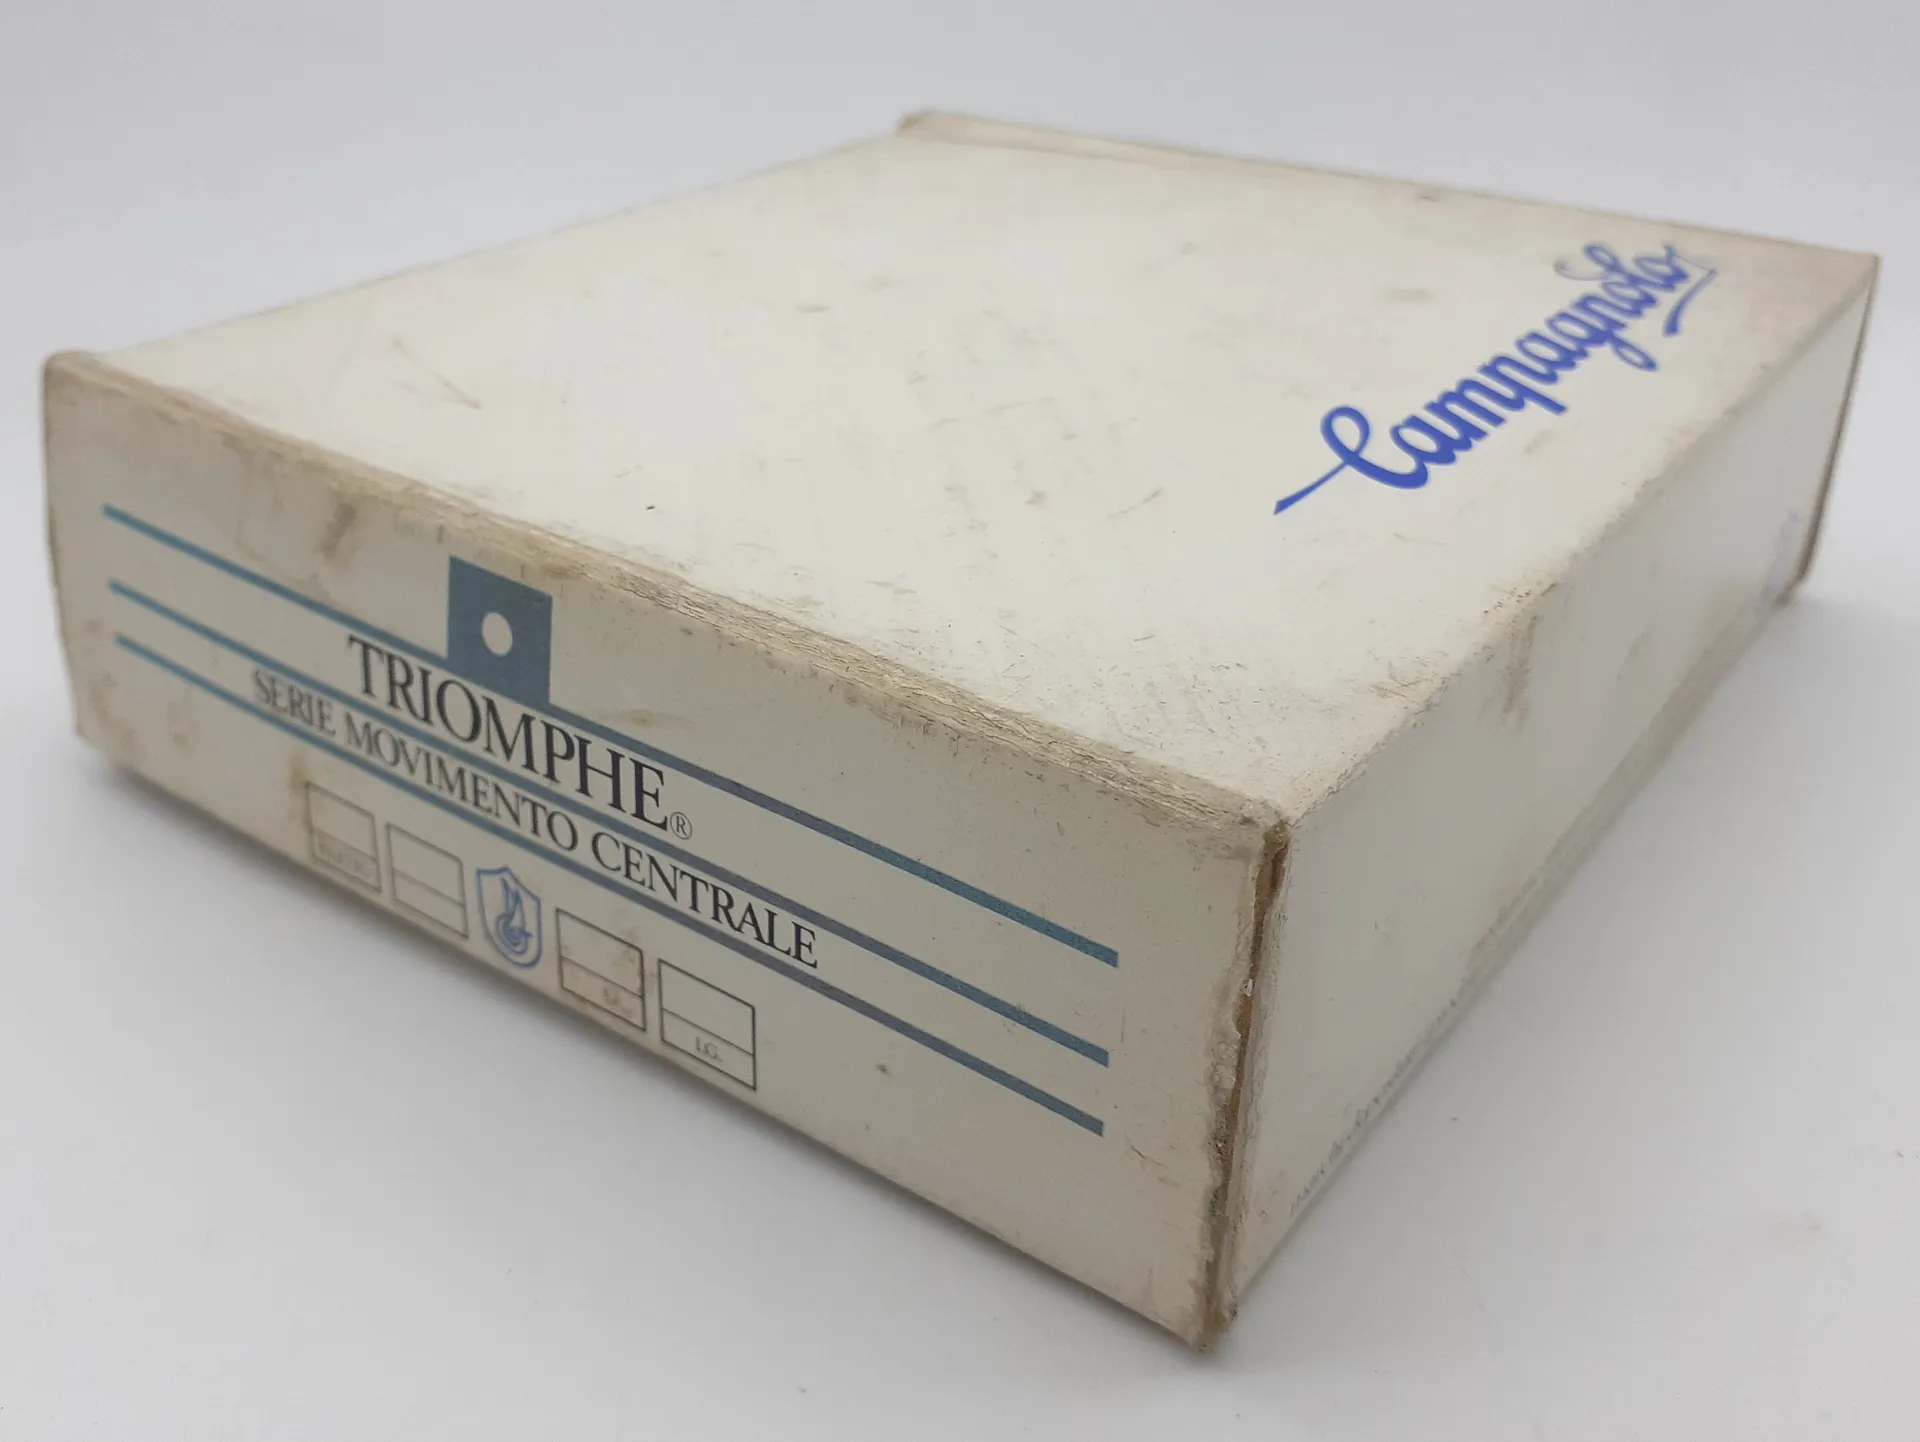 Campagnolo
TRIOMPHE®
SERIE MOVIMENTO CENTRALE